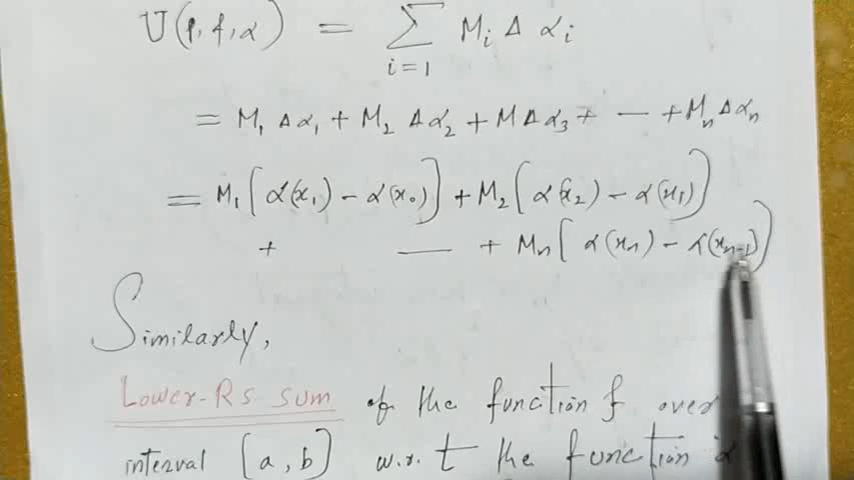 U(P,f,α) = ∑ Mi Δ αi
i=1
= M1 Δα1 + M2 Δα2 + MΔα3 + — + Mn Δαn
= M1[α(x1) - α(x0)] + M2[α(x2) - α(x1)]
+ — + Mn[α(xn) - α(xn-1)]
Similarly,
Lower-Rs sum of the function f over
interval [a,b] w.r.t the function α